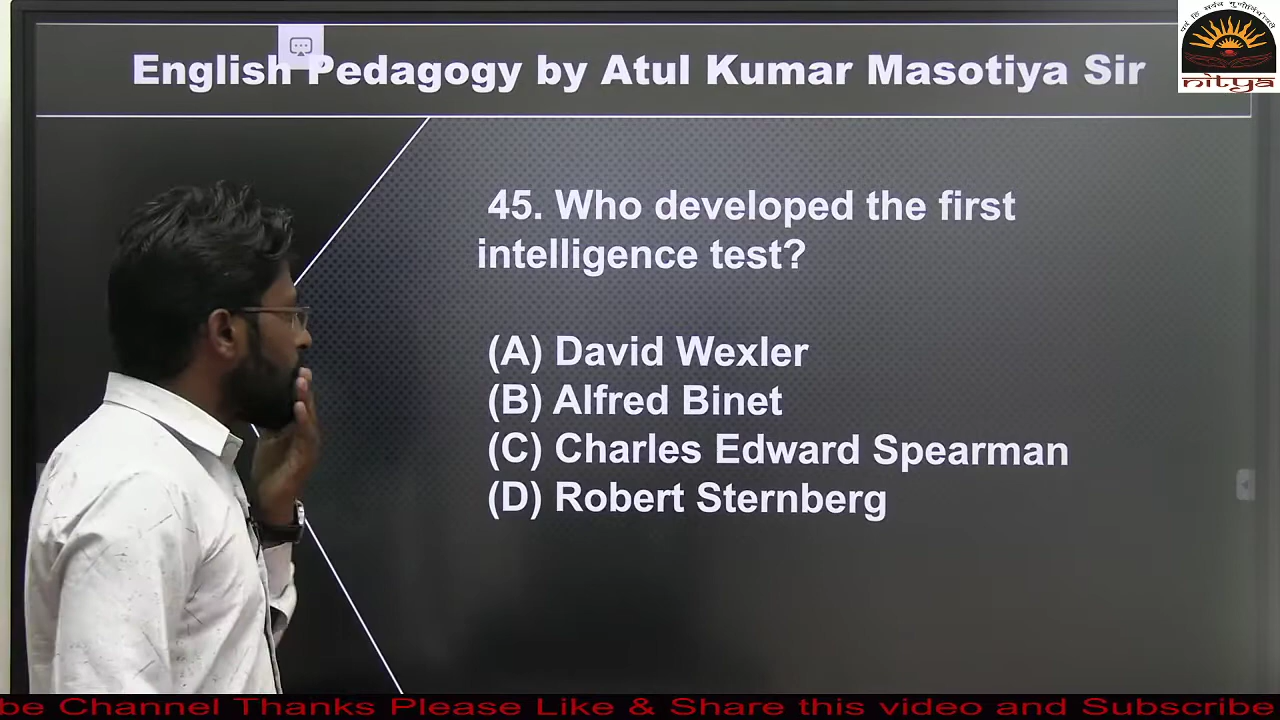 English Pedagogy by Atul Kumar Masotiya Sir
nitya
45. Who developed the first
intelligence test?
(A) David Wexler
(B) Alfred Binet
(C) Charles Edward Spearman
(D) Robert Sternberg
be Channel Thanks Please Like & Share this video and Subscribe